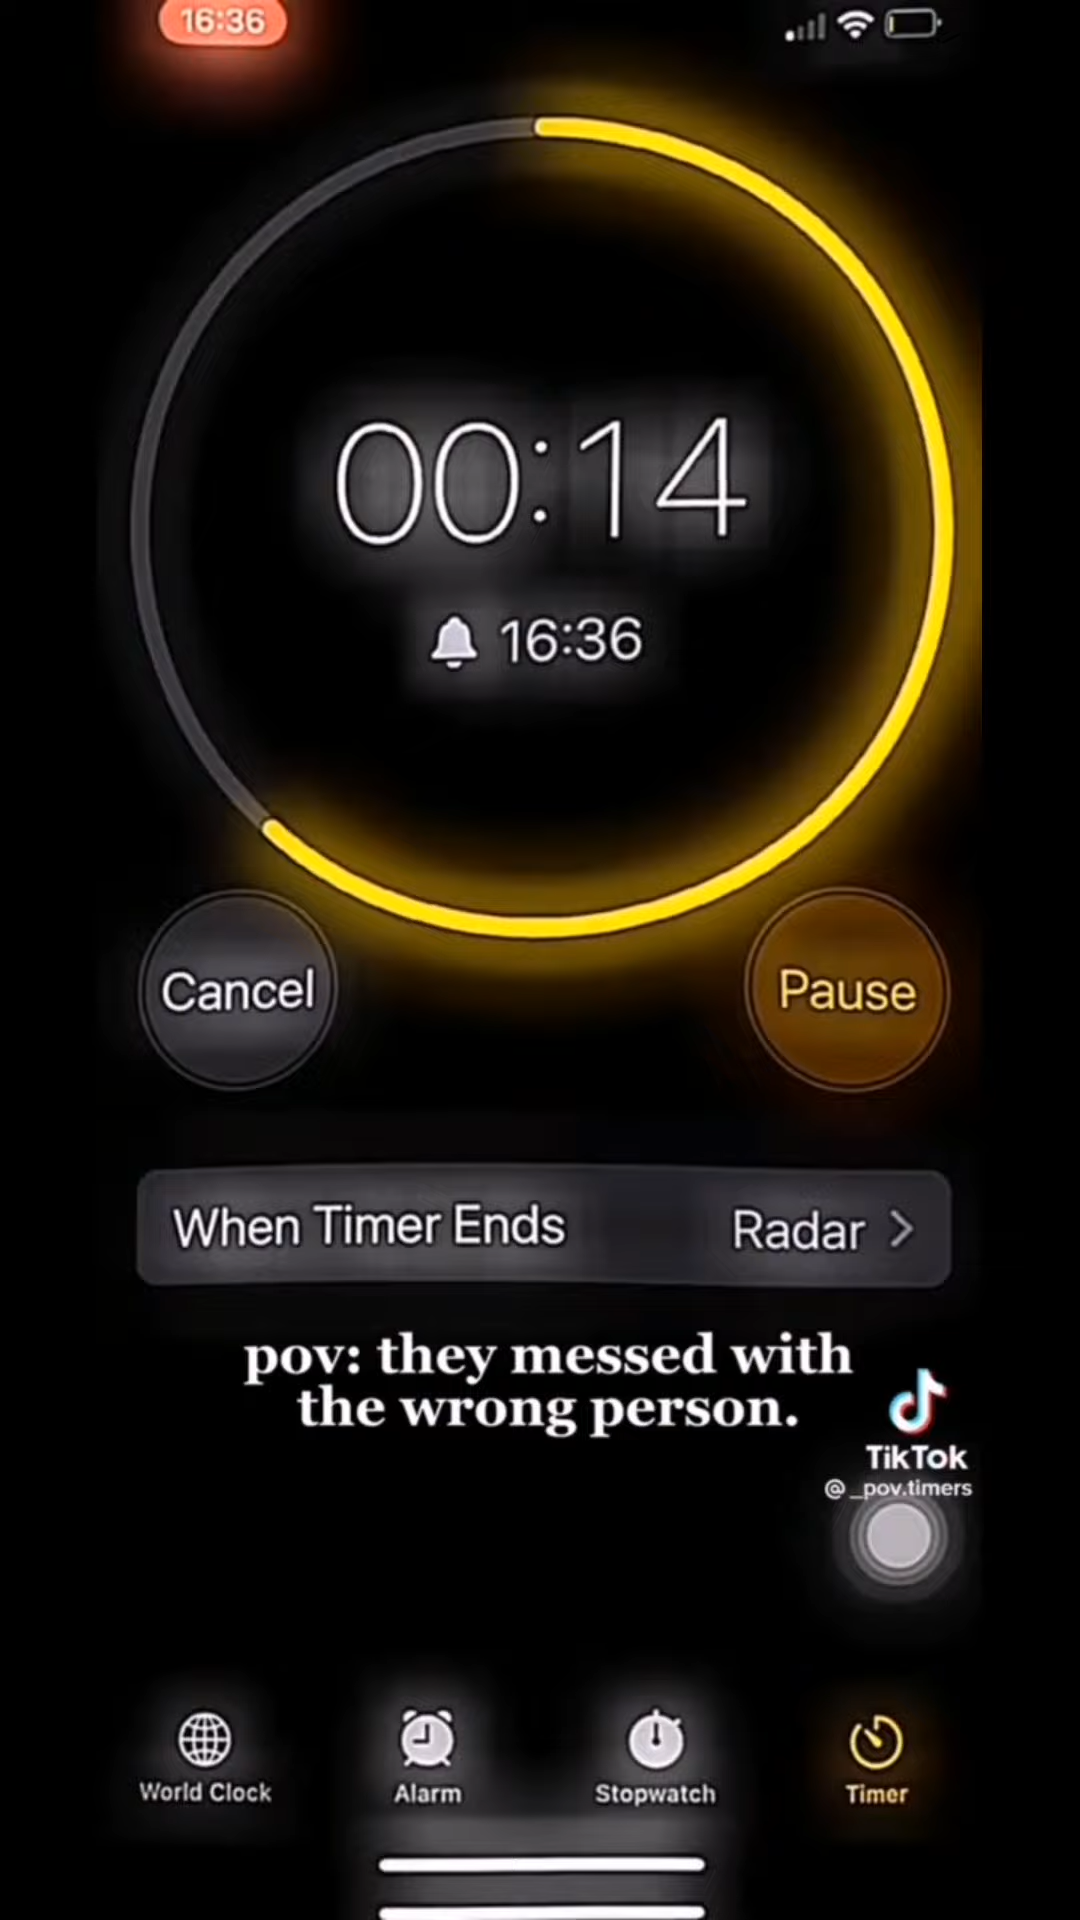 16:36
00:14
16:36
Cancel
Pause
When Timer Ends
Radar
pov: they messed with
the wrong person.
TikTok
@_pov.timers
World Clock
Alarm
Stopwatch
Timer